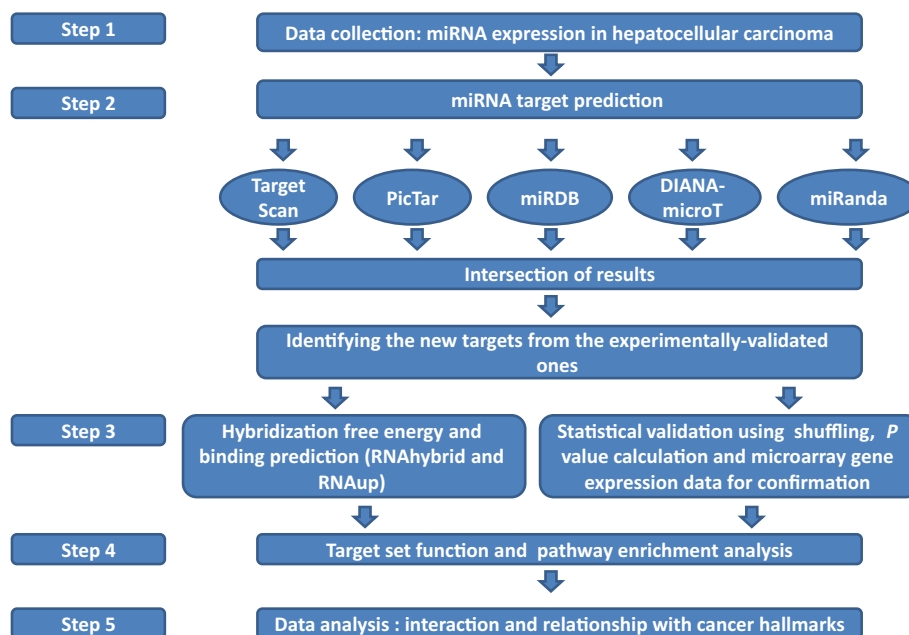 Step 1
Data collection: miRNA expression in hepatocellular carcinoma
Step 2
miRNA target prediction
Target
Scan
PicTar
miRDB
DIANA-
microT
miRanda
Intersection of results
Identifying the new targets from the experimentally-validated
ones
Step 3
Hybridization free energy and
binding prediction (RNAhybrid and
RNAup)
Statistical validation using shuffling, P
value calculation and microarray gene
expression data for confirmation
Step 4
Target set function and pathway enrichment analysis
Step 5
Data analysis : interaction and relationship with cancer hallmarks